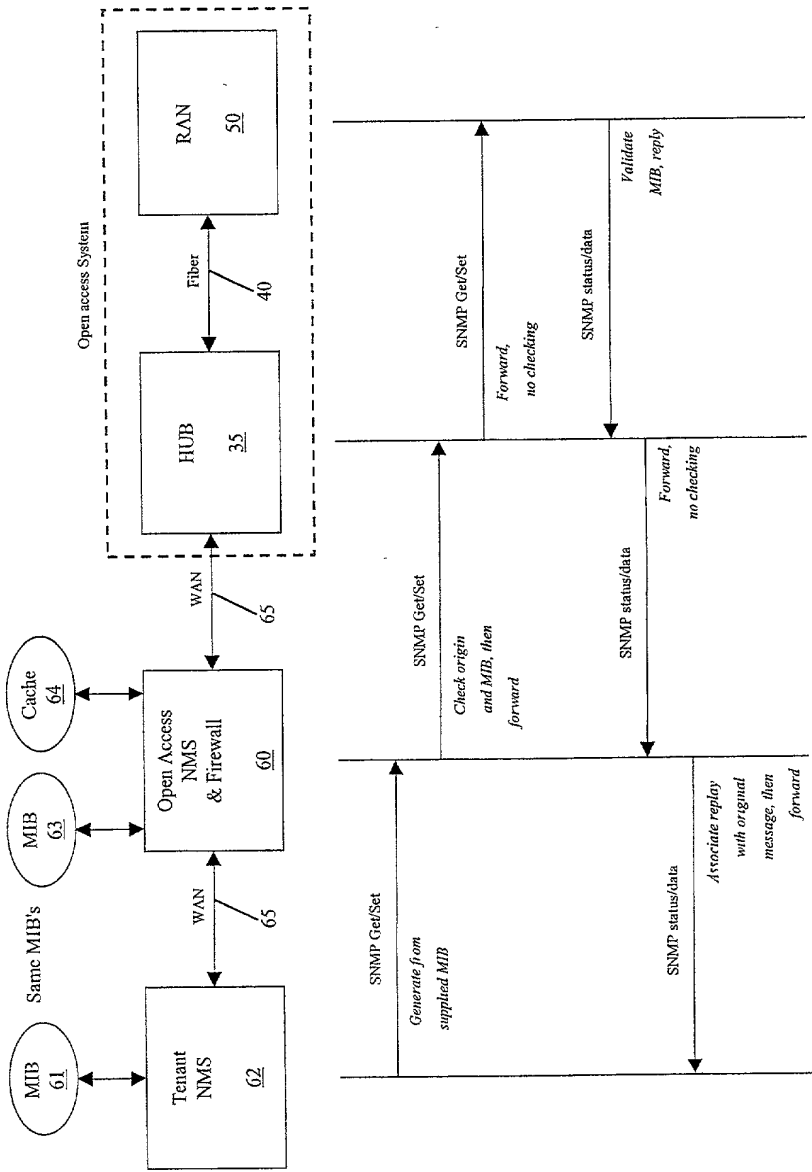 Open access System
RAN
50
Fiber
40
HUB
35
WAN
65
Cache
64
MIB
63
Same MIB's
MIB
61
Open Access
NMS
& Firewall
60
WAN
65
Tenant
NMS
62
SNMP Get/Set
Generate from
supplied MIB
SNMP Get/Set
Check origin
and MIB, then
forward
SNMP Get/Set
Forward,
no checking
SNMP status/data
Validate
MIB, reply
SNMP status/data
Forward,
no checking
SNMP status/data
Associate replay
with original
message, then
forward